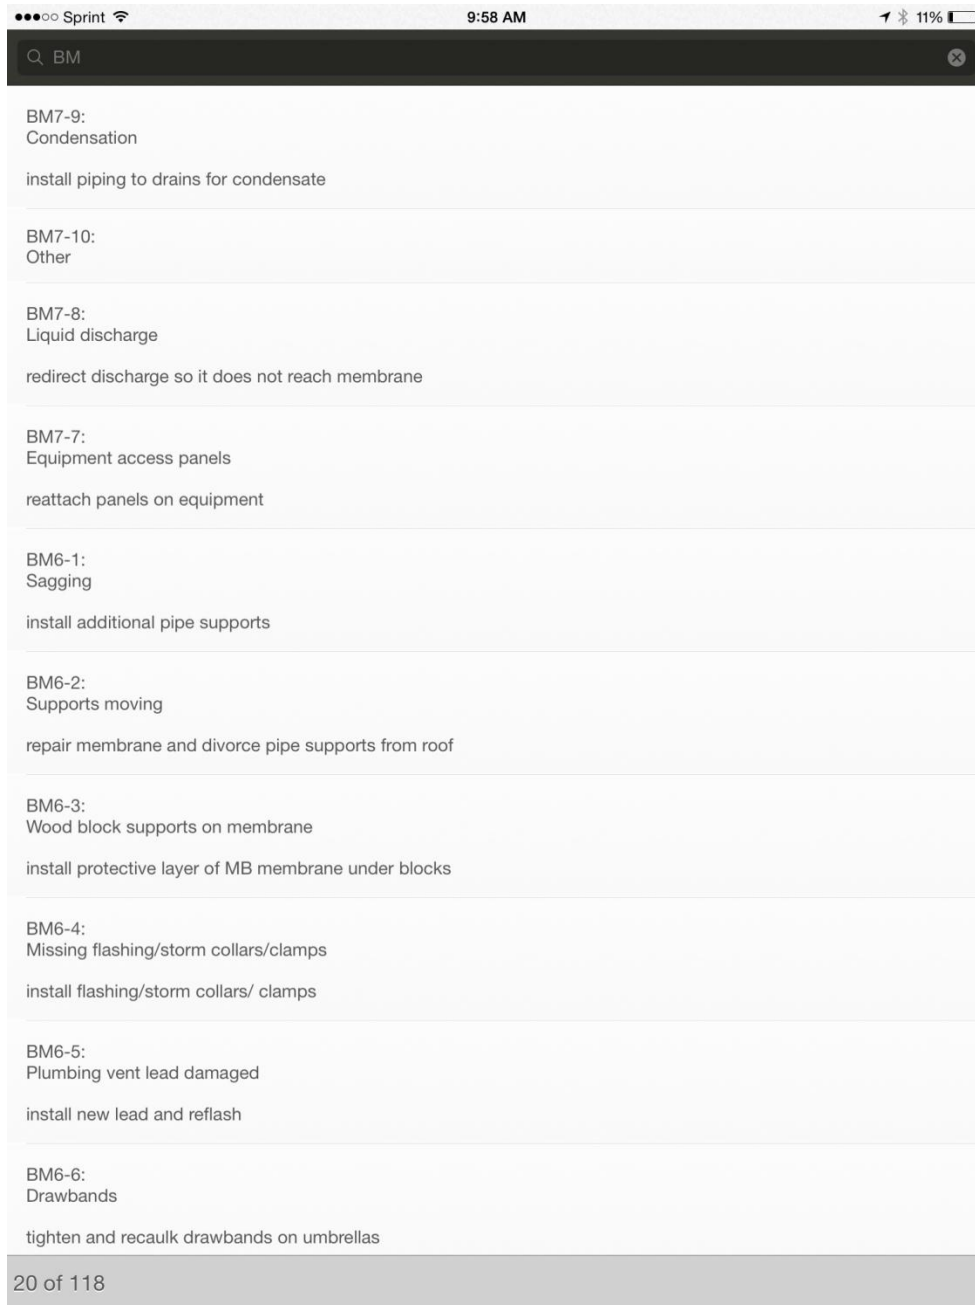 Sprint
9:58 AM
11%
BM
BM7-9:
Condensation
install piping to drains for condensate
BM7-10:
Other
BM7-8:
Liquid discharge
redirect discharge so it does not reach membrane
BM7-7:
Equipment access panels
reattach panels on equipment
BM6-1:
Sagging
install additional pipe supports
BM6-2:
Supports moving
repair membrane and divorce pipe supports from roof
BM6-3:
Wood block supports on membrane
install protective layer of MB membrane under blocks
BM6-4:
Missing flashing/storm collars/clamps
install flashing/storm collars/ clamps
BM6-5:
Plumbing vent lead damaged
install new lead and reflash
BM6-6:
Drawbands
tighten and recaulk drawbands on umbrellas
20 of 118